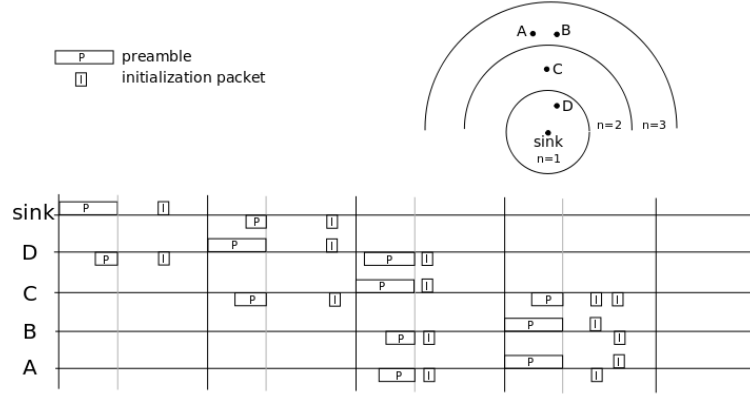 P preamble
I initialization packet
A B
C
D
n=2 n=3
sink
n=1
sink P I
P I
D P I
P I P I
C P I
P I P I I
B P I
P I P I
A P I
P I P I